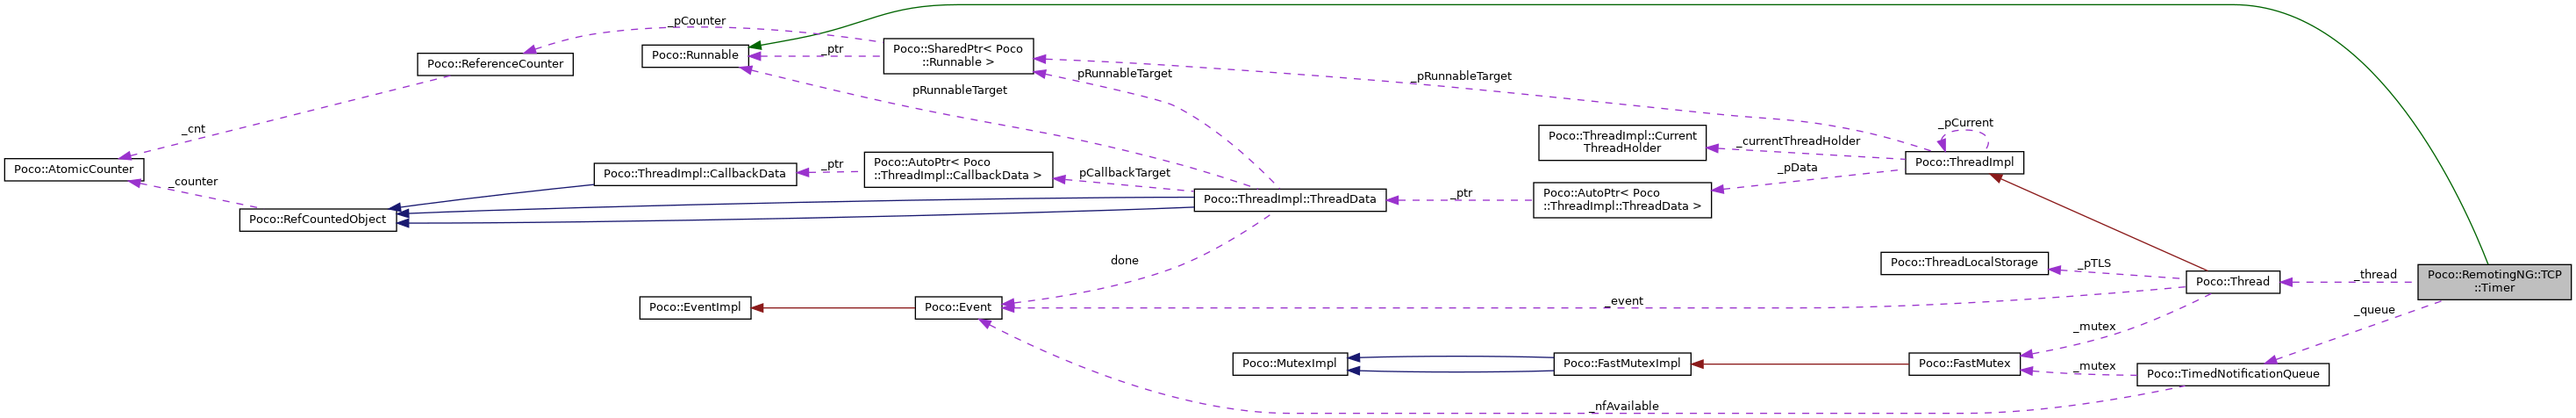 _pCounter
Poco::Runnable
_ptr
Poco::SharedPtr< Poco
::Runnable >
Poco::ReferenceCounter
pRunnableTarget
_pRunnableTarget
pRunnableTarget
_cnt
_pCurrent
Poco::ThreadImpl::Current
ThreadHolder
_currentThreadHolder
Poco::ThreadImpl
Poco::AtomicCounter
_counter
Poco::ThreadImpl::CallbackData
_ptr
Poco::AutoPtr< Poco
::ThreadImpl::CallbackData >
pCallbackTarget
_pData
Poco::RefCountedObject
Poco::ThreadImpl::ThreadData
_ptr
Poco::AutoPtr< Poco
::ThreadImpl::ThreadData >
done
Poco::ThreadLocalStorage
_pTLS
Poco::Thread
_thread
Poco::RemotingNG::TCP
::Timer
Poco::EventImpl
Poco::Event
_event
_queue
_mutex
Poco::MutexImpl
Poco::FastMutexImpl
Poco::FastMutex
_mutex
Poco::TimedNotificationQueue
_nfAvailable